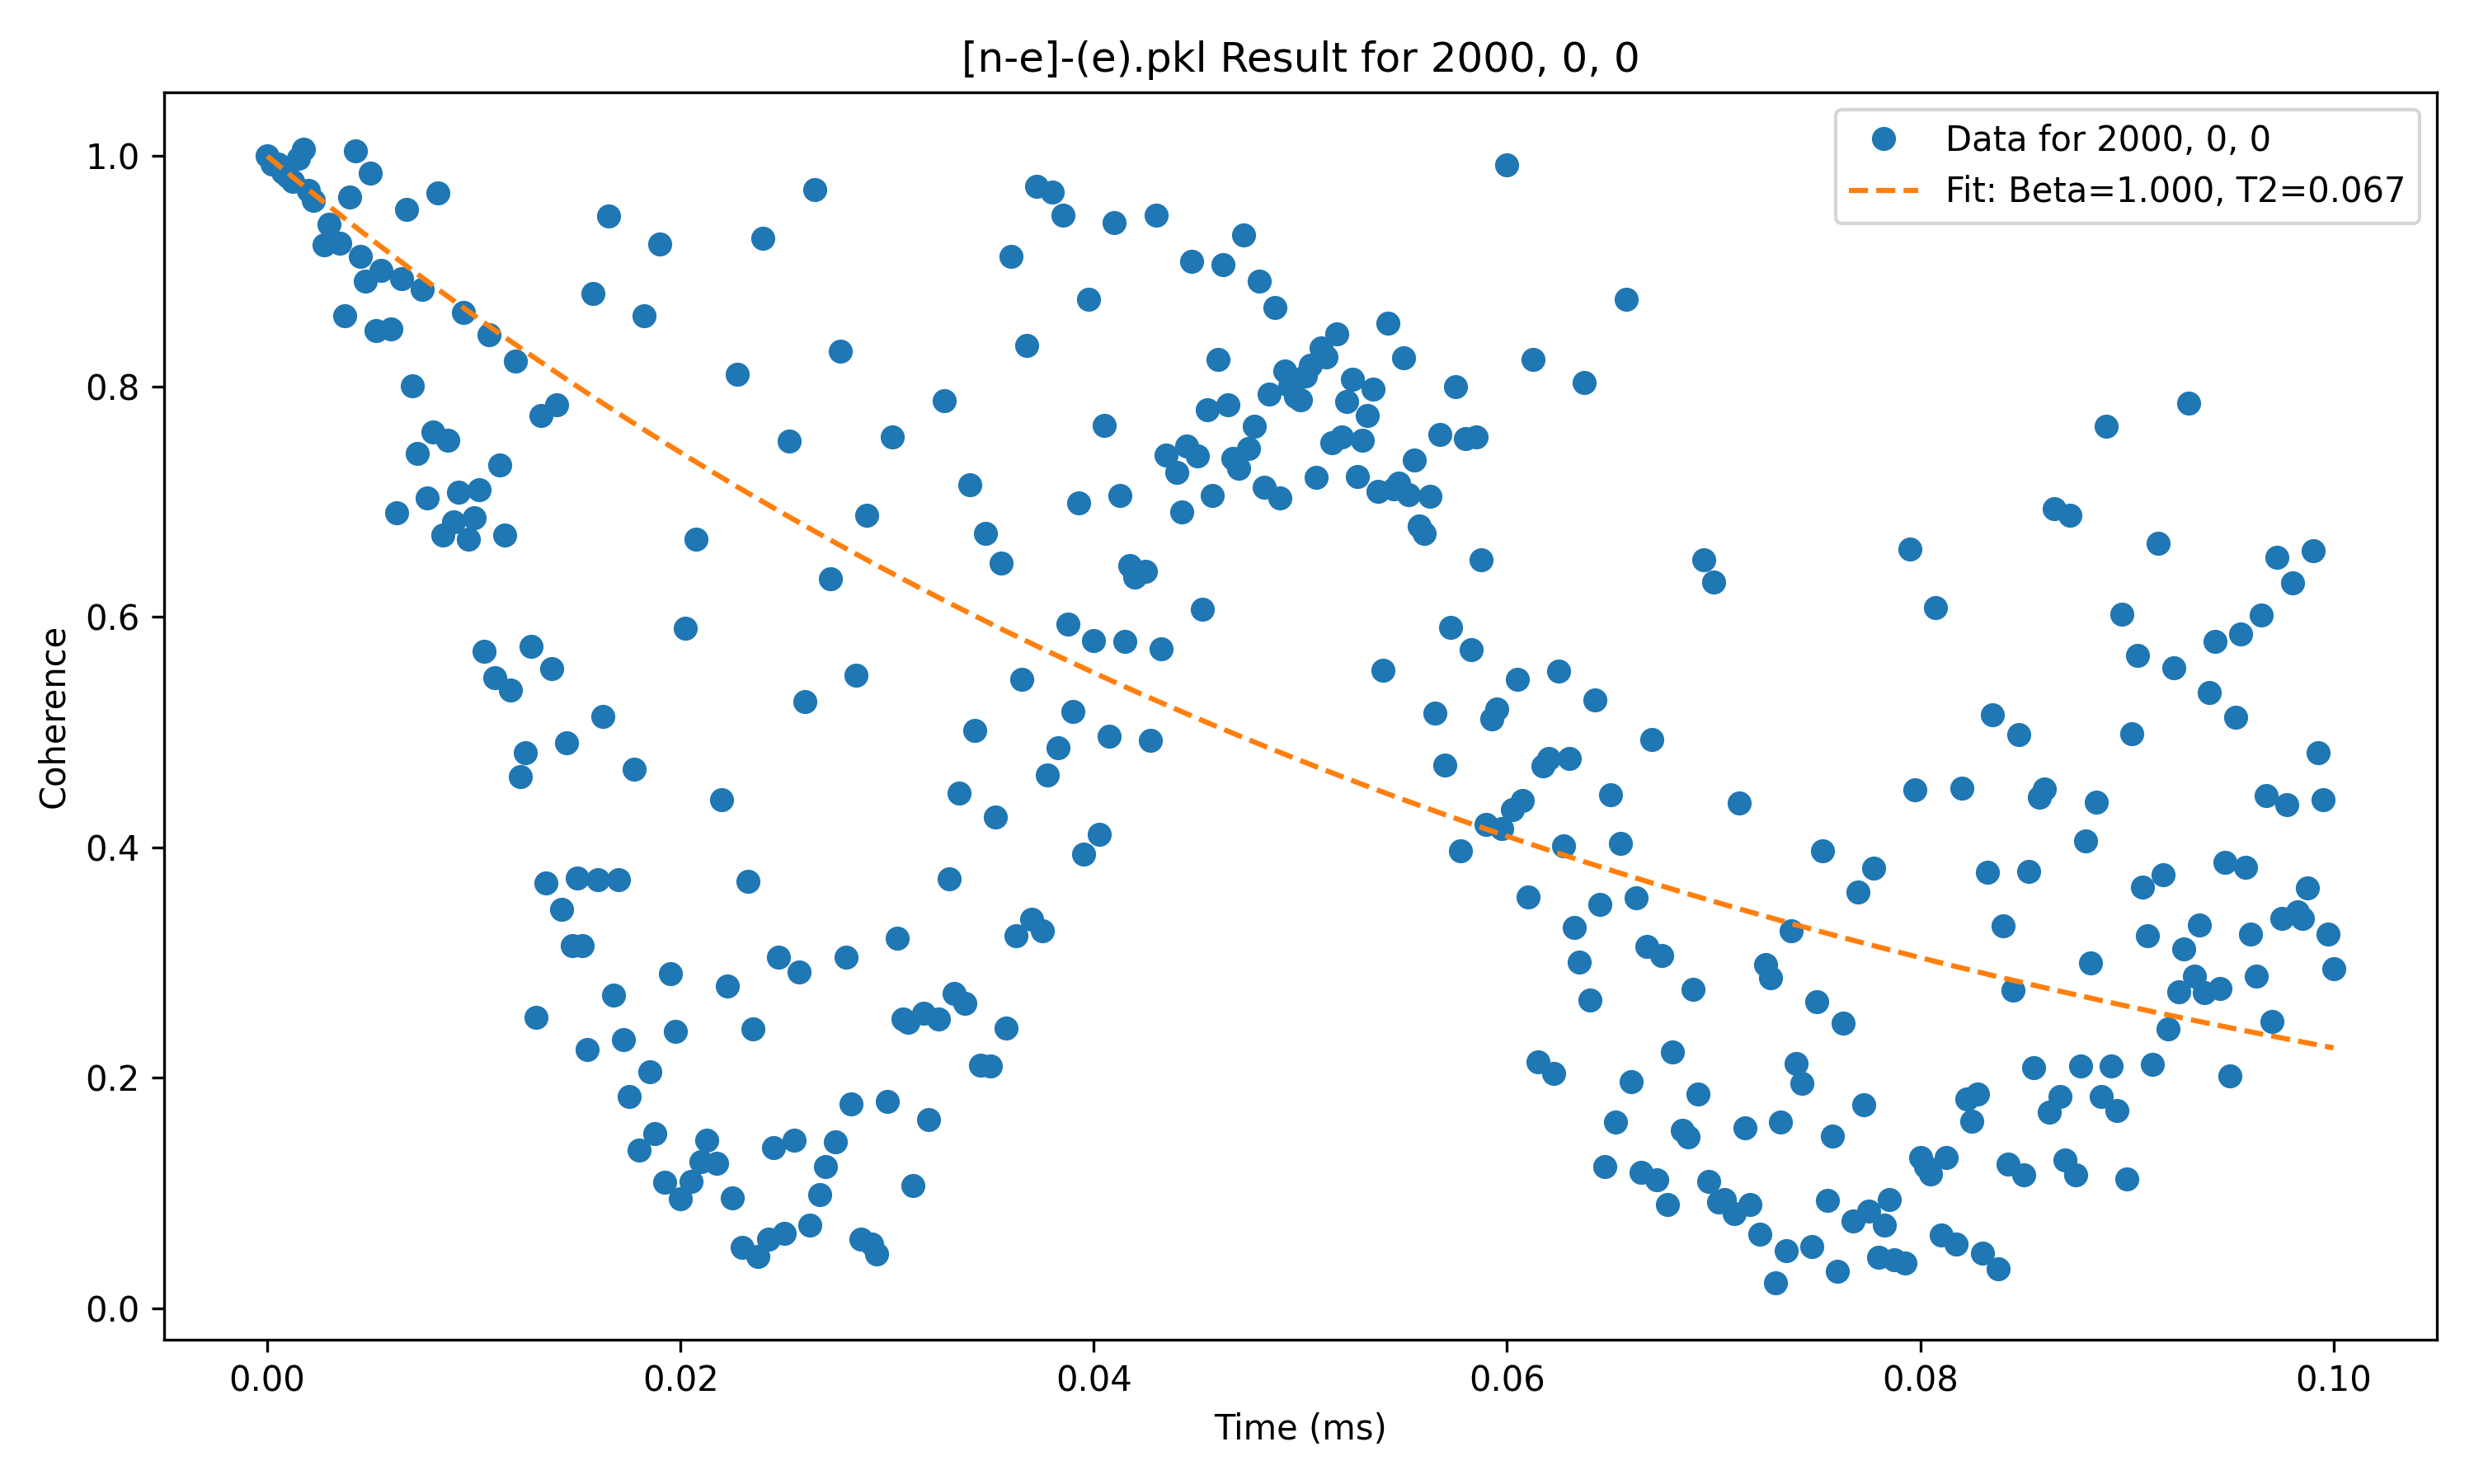 [n-e]-(e).pkl Result for 2000, 0, 0
Data for 2000, 0, 0
Fit: Beta=1.000, T2=0.067
Coherence
1.0
0.8
0.6
0.4
0.2
0.0
0.00 0.02 0.04 0.06 0.08 0.10
Time (ms)